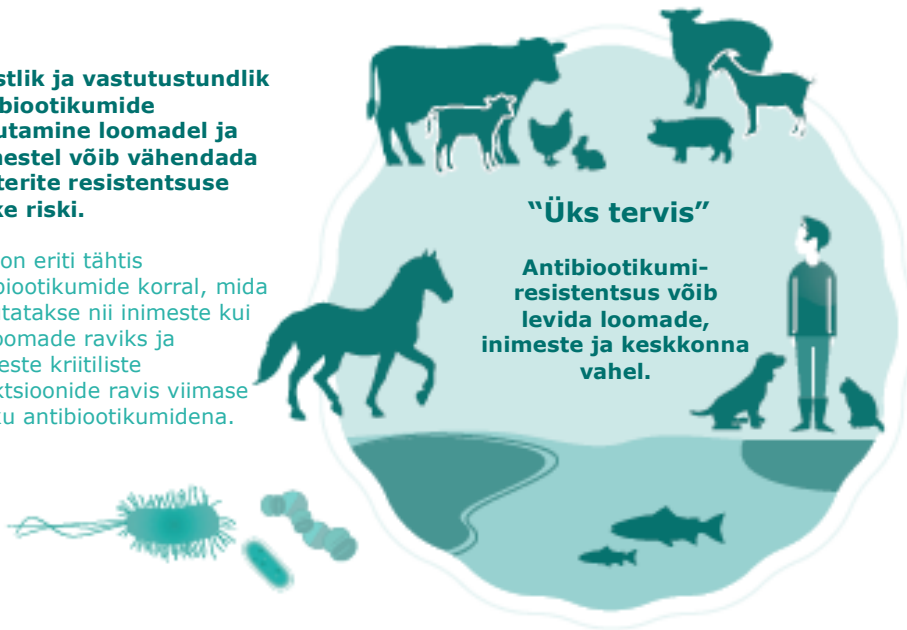 stlik ja vastutustundlik
biootikumide
utamine loomadel ja
nestel võib vähendada
terite resistentsuse
ke riski.
on eriti tähtis
biootikumide korral, mida
tatakse nii inimeste kui
oomade raviks ja
este kriitiliste
ktsioonide ravis viimase
ku antibiootikumidena.
“Üks tervis”
Antibiootikumi-
resistentsus võib
levida loomade,
inimeste ja keskkonna
vahel.